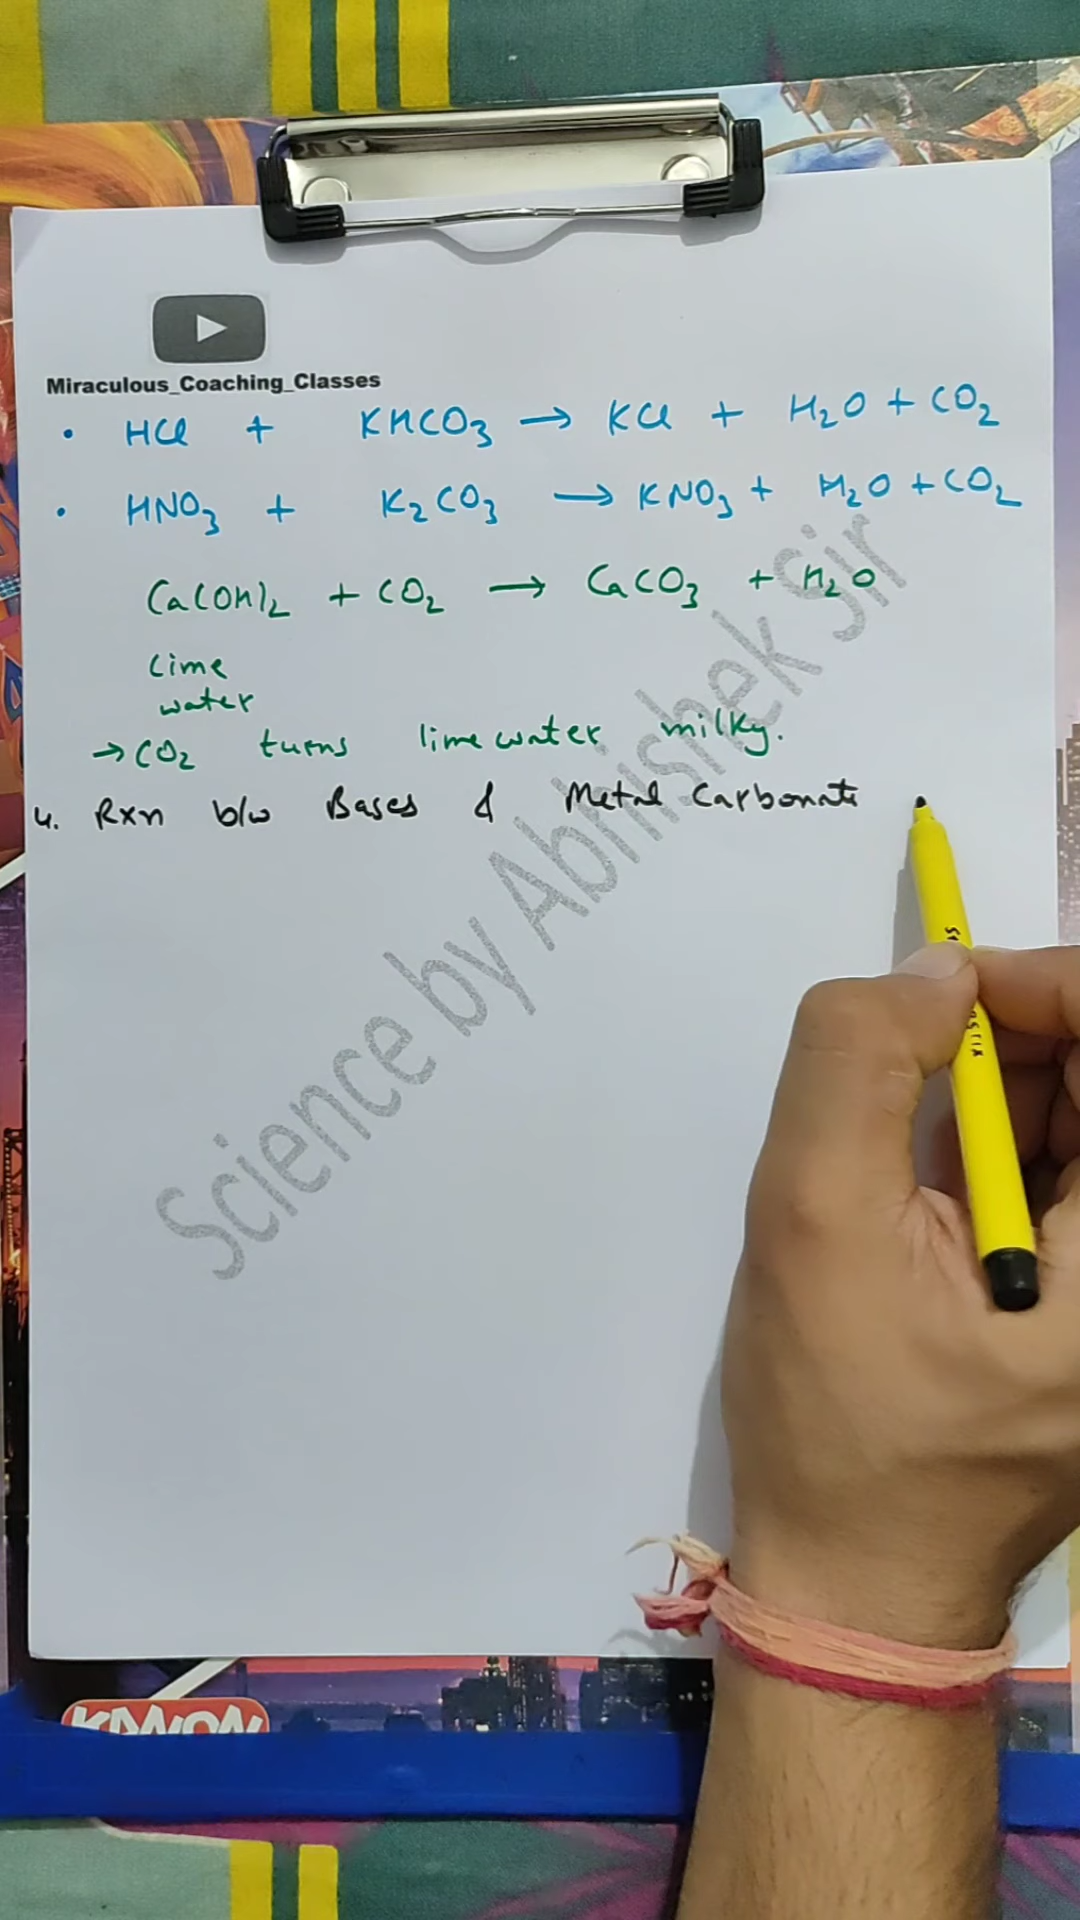 Miraculous_Coaching_Classes
• HCl + KHCO₃ → KCl + H₂O + CO₂
• HNO₃ + K₂CO₃ → KNO₃ + H₂O + CO₂
Ca(OH)₂ + CO₂ → CaCO₃ + H₂O
Lime
water
→ CO₂ turns lime water milky.
4. Rxn b/w Bases & Metal Carbonate
Science by Abhishek Sir